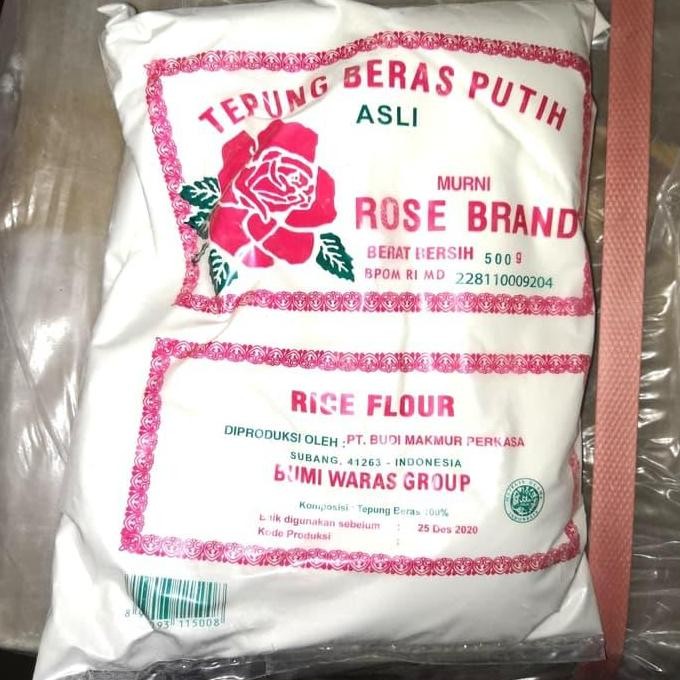 TEPUNG BERAS PUTIH
ASLI
MURNI
ROSE BRAND
BERAT BERSIH 500 g
BPOM RI MD 228110009204
RICE FLOUR
DIPRODUKSI OLEH : PT. BUDI MAKMUR PERKASA
SUBANG, 41263 - INDONESIA
BUMI WARAS GROUP
Komposisi : Tepung Beras 100%
Baik digunakan sebelum : 25 Des 2020
Kode Produksi :
115008